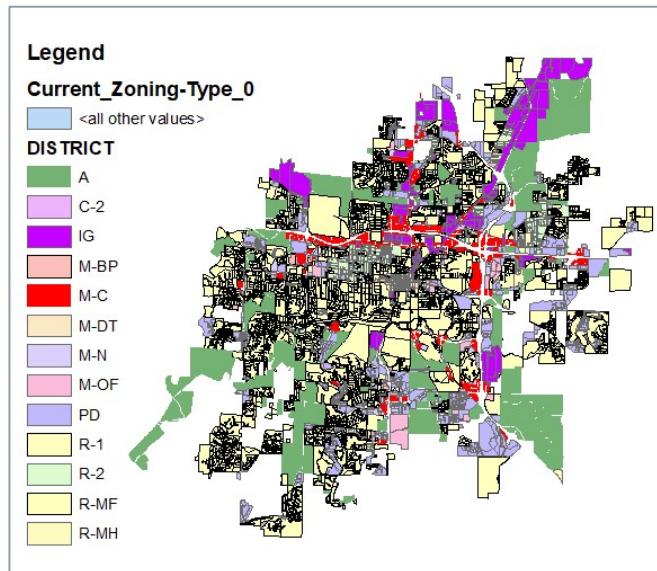 Legend
Current_Zoning-Type_0
<all other values>
DISTRICT
A
C-2
IG
M-BP
M-C
M-DT
M-N
M-OF
PD
R-1
R-2
R-MF
R-MH